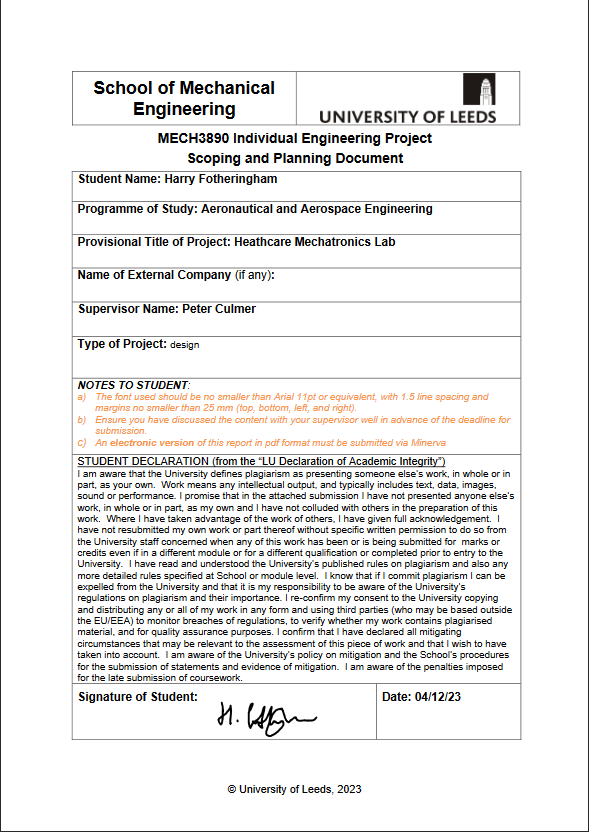 School of Mechanical
Engineering
UNIVERSITY OF LEEDS
MECH3890 Individual Engineering Project
Scoping and Planning Document
Student Name: Harry Fotheringham
Programme of Study: Aeronautical and Aerospace Engineering
Provisional Title of Project: Heathcare Mechatronics Lab
Name of External Company (if any):
Supervisor Name: Peter Culmer
Type of Project: design
NOTES TO STUDENT:
a) The font used should be no smaller than Arial 11pt or equivalent, with 1.5 line spacing and
margins no smaller than 25 mm (top, bottom, left, and right).
b) Ensure you have discussed the content with your supervisor well in advance of the deadline for
submission.
c) An electronic version of this report in pdf format must be submitted via Minerva
STUDENT DECLARATION (from the “LU Declaration of Academic Integrity”)
I am aware that the University defines plagiarism as presenting someone else’s work, in whole or in
part, as your own. Work means any intellectual output, and typically includes text, data, images,
sound or performance. I promise that in the attached submission I have not presented anyone else’s
work, in whole or in part, as my own and I have not colluded with others in the preparation of this
work. Where I have taken advantage of the work of others, I have given full acknowledgement. I
have not resubmitted my own work or part thereof without specific written permission to do so from
the University staff concerned when any of this work has been or is being submitted for marks or
credits even if in a different module or for a different qualification or completed prior to entry to the
University. I have read and understood the University’s published rules on plagiarism and also any
more detailed rules specified at School or module level. I know that if I commit plagiarism I can be
expelled from the University and that it is my responsibility to be aware of the University’s
regulations on plagiarism and their importance. I re-confirm my consent to the University copying
and distributing any or all of my work in any form and using third parties (who may be based outside
the EU/EEA) to monitor breaches of regulations, to verify whether my work contains plagiarised
material, and for quality assurance purposes. I confirm that I have declared all mitigating
circumstances that may be relevant to the assessment of this piece of work and that I wish to have
taken into account. I am aware of the University’s policy on mitigation and the School’s procedures
for the submission of statements and evidence of mitigation. I am aware of the penalties imposed
for the late submission of coursework.
Signature of Student:
Date: 04/12/23
© University of Leeds, 2023